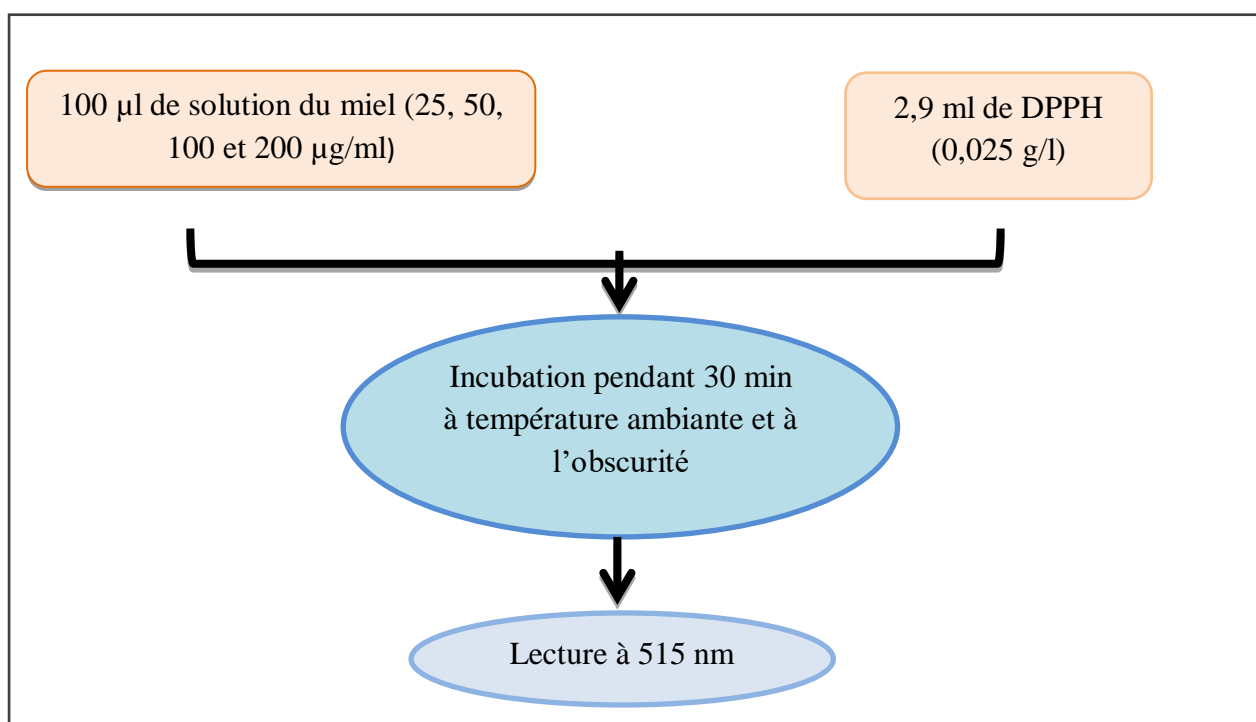 100 µl de solution du miel (25, 50,
100 et 200 µg/ml)
2,9 ml de DPPH
(0,025 g/l)
Incubation pendant 30 min
à température ambiante et à
l’obscurité
Lecture à 515 nm